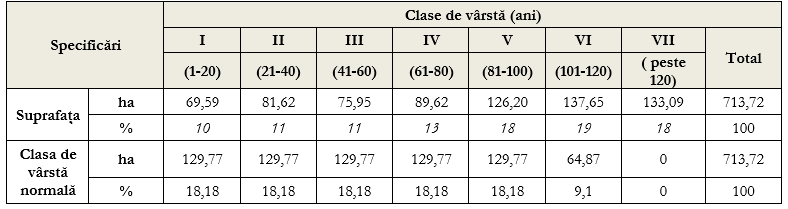 Specificări Clase de vârstă (ani)
I II III IV V VI VII Total
(1-20) (21-40) (41-60) (61-80) (81-100) (101-120) ( peste 120)
Suprafața ha 69,59 81,62 75,95 89,62 126,20 137,65 133,09 713,72
% 10 11 11 13 18 19 18 100
Clasa de vârstă normală ha 129,77 129,77 129,77 129,77 129,77 64,87 0 713,72
% 18,18 18,18 18,18 18,18 18,18 9,1 0 100